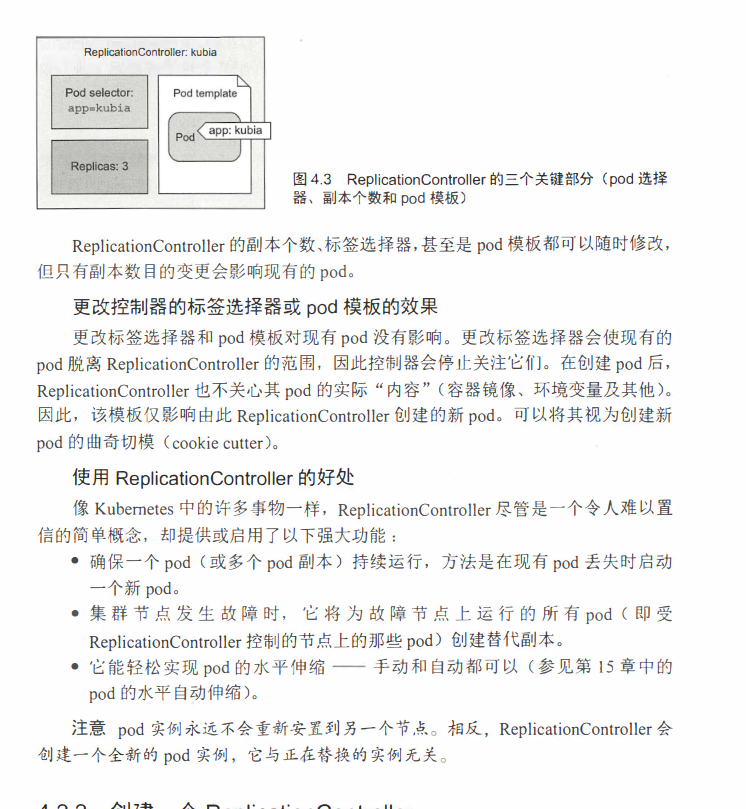 ReplicationController: kubia
Pod selector:
app=kubia
Replicas: 3
Pod template
Pod
app: kubia
图 4.3 ReplicationController 的三个关键部分（pod 选择
器、副本个数和 pod 模板）
ReplicationController 的副本个数、标签选择器，甚至是 pod 模板都可以随时修改，
但只有副本数目的变更会影响现有的 pod。
更改控制器的标签选择器或 pod 模板的效果
更改标签选择器和 pod 模板对现有 pod 没有影响。更改标签选择器会使现有的
pod 脱离 ReplicationController 的范围，因此控制器会停止关注它们。在创建 pod 后，
ReplicationController 也不关心其 pod 的实际“内容”（容器镜像、环境变量及其他）。
因此，该模板仅影响由此 ReplicationController 创建的新 pod。可以将其视为创建新
pod 的曲奇切模（cookie cutter）。
使用 ReplicationController 的好处
像 Kubernetes 中的许多事物一样，ReplicationController 尽管是一个令人难以置
信的简单概念，却提供或启用了以下强大功能：
• 确保一个 pod（或多个 pod 副本）持续运行，方法是在现有 pod 丢失时启动
一个新 pod。
• 集群节点发生故障时，它将为故障节点上运行的所有 pod（即受
ReplicationController 控制的节点上的那些 pod）创建替代副本。
• 它能轻松实现 pod 的水平伸缩 —— 手动和自动都可以（参见第 15 章中的
pod 的水平自动伸缩）。
注意 pod 实例永远不会重新安置到另一个节点。相反，ReplicationController 会
创建一个全新的 pod 实例，它与正在替换的实例无关。